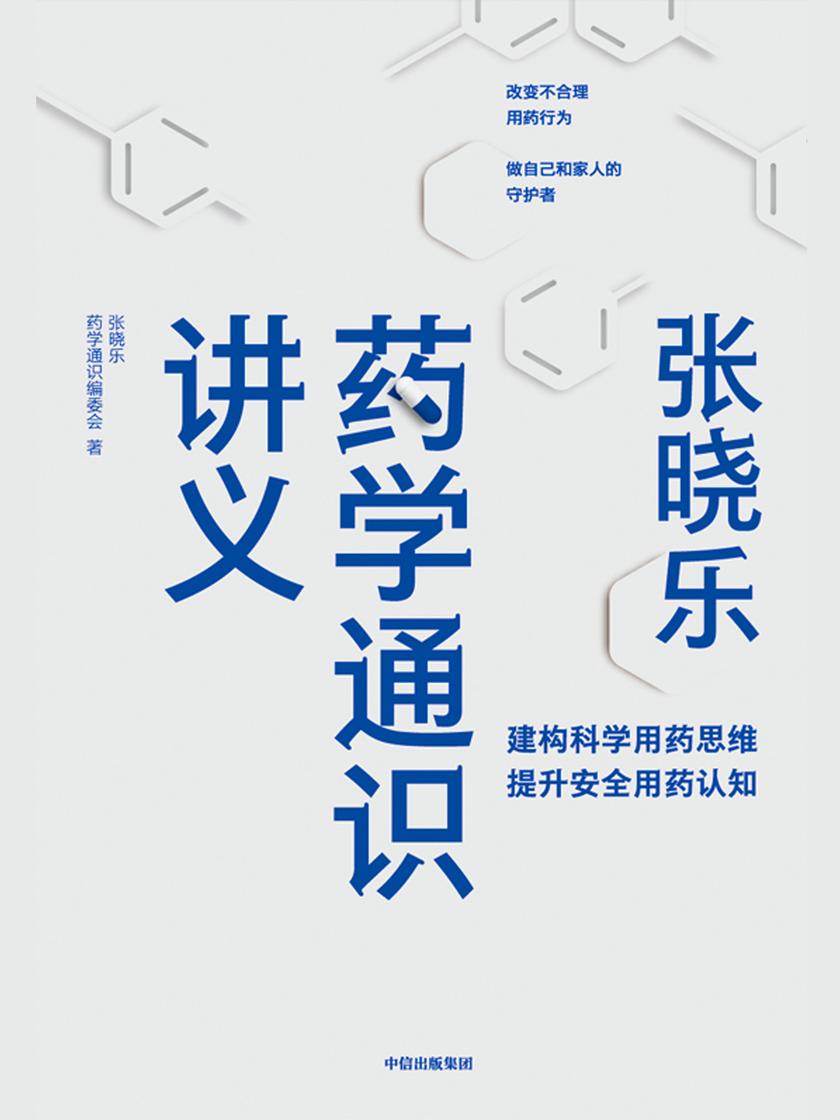 改变不合理
用药行为
做自己和家人的
守护者
张晓乐
药学通识
讲义
张晓乐
药学通识编委会 著
建构科学用药思维
提升安全用药认知
中信出版集团